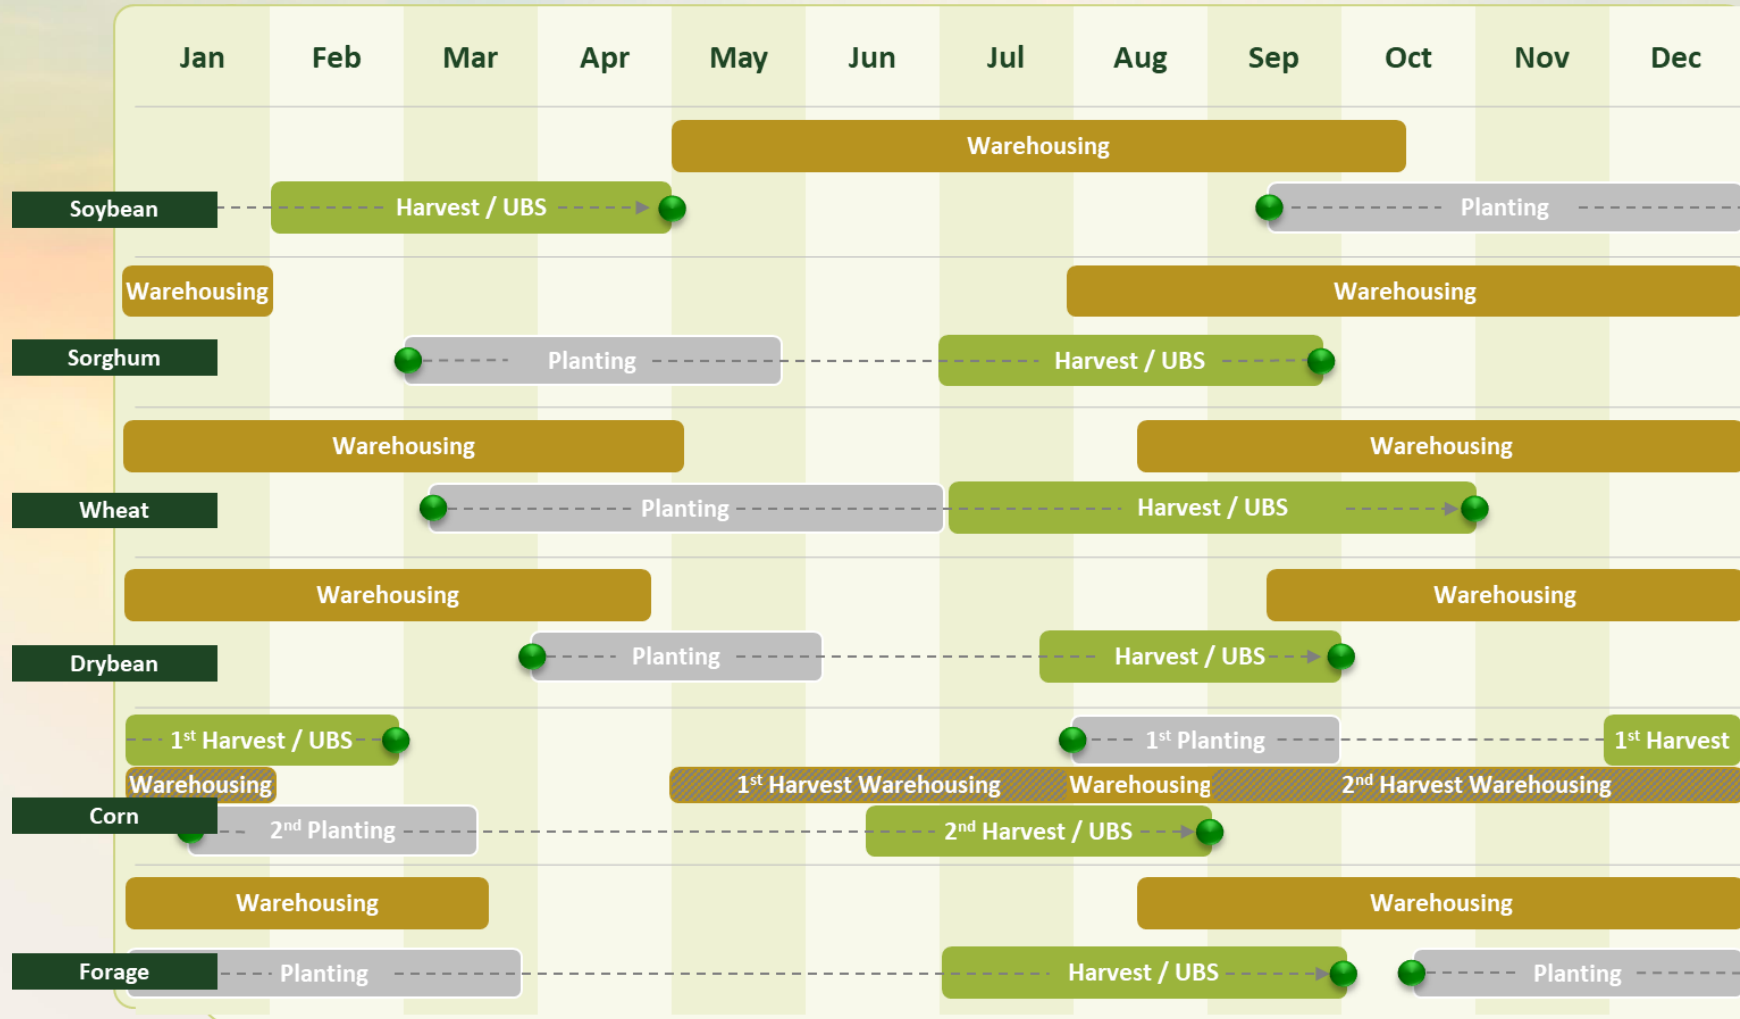 Jan Feb Mar Apr May Jun Jul Aug Sep Oct Nov Dec
Warehousing
Soybean Harvest / UBS Planting
Warehousing Warehousing
Sorghum Planting Harvest / UBS
Warehousing Warehousing
Wheat Planting Harvest / UBS
Warehousing Warehousing
Drybean Planting Harvest / UBS
1st Harvest / UBS 1st Planting 1st Harvest
Warehousing 1st Harvest Warehousing Warehousing 2nd Harvest Warehousing
Corn 2nd Planting 2nd Harvest / UBS
Warehousing Warehousing
Forage Planting Harvest / UBS Planting